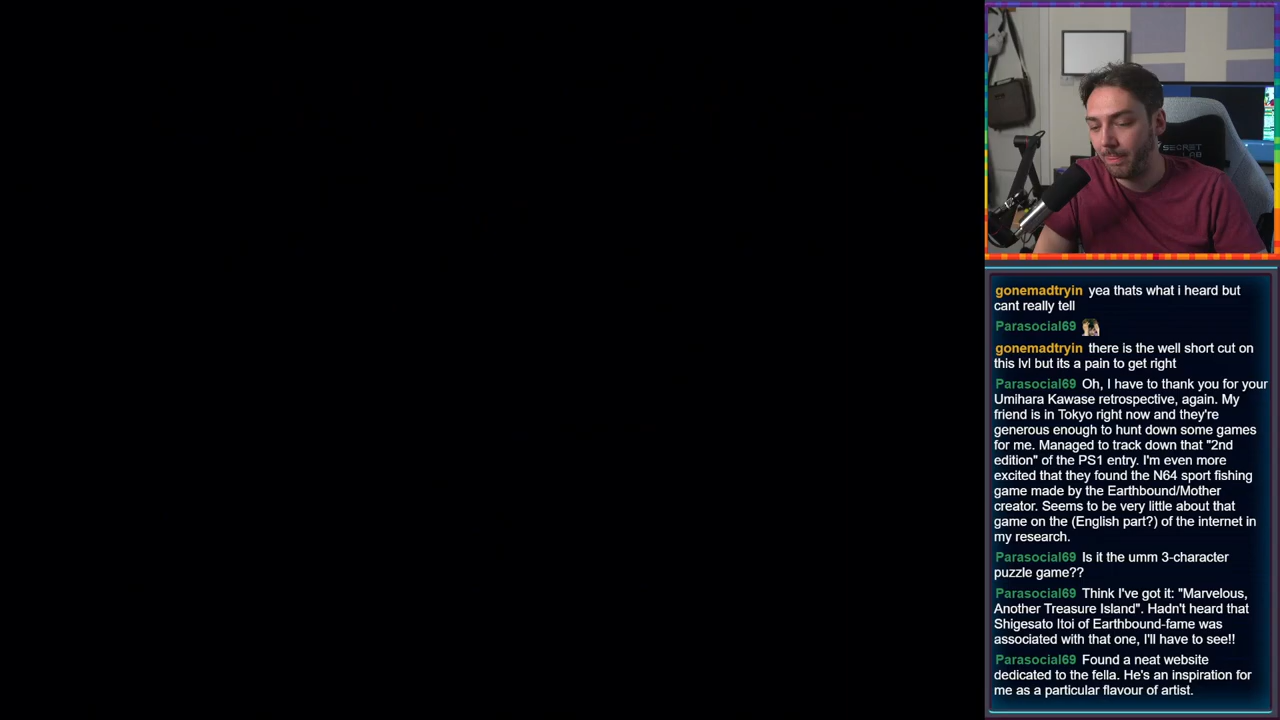 SECRET
LAB
gonemadtryin yea thats what i heard but
cant really tell
Parasocial69
gonemadtryin there is the well short cut on
this lvl but its a pain to get right
Parasocial69 Oh, I have to thank you for your
Umihara Kawase retrospective, again. My
friend is in Tokyo right now and they're
generous enough to hunt down some games
for me. Managed to track down that "2nd
edition" of the PS1 entry. I'm even more
excited that they found the N64 sport fishing
game made by the Earthbound/Mother
creator. Seems to be very little about that
game on the (English part?) of the internet in
my research.
Parasocial69 Is it the umm 3-character
puzzle game??
Parasocial69 Think I've got it: "Marvelous,
Another Treasure Island". Hadn't heard that
Shigesato Itoi of Earthbound-fame was
associated with that one, I'll have to see!!
Parasocial69 Found a neat website
dedicated to the fella. He's an inspiration for
me as a particular flavour of artist.